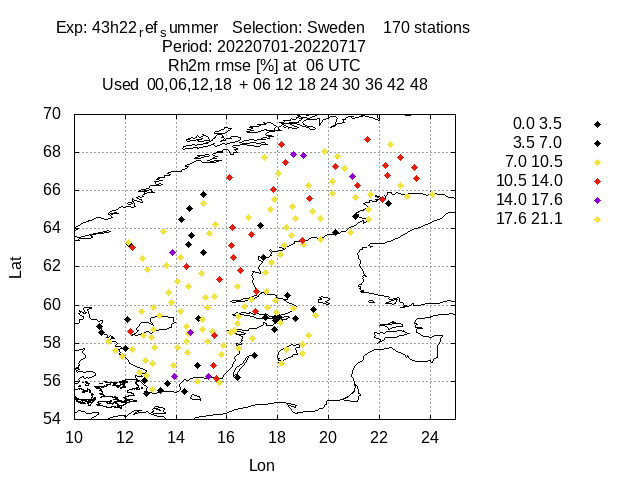 Exp: 43h22refsummer Selection: Sweden 170 stations
Period: 20220701-20220717
Rh2m rmse [%] at 06 UTC
Used 00,06,12,18 + 06 12 18 24 30 36 42 48
0.0 3.5
3.5 7.0
7.0 10.5
10.5 14.0
14.0 17.6
17.6 21.1
Lat
70
68
66
64
62
60
58
56
54
10 12 14 16 18 20 22 24
Lon